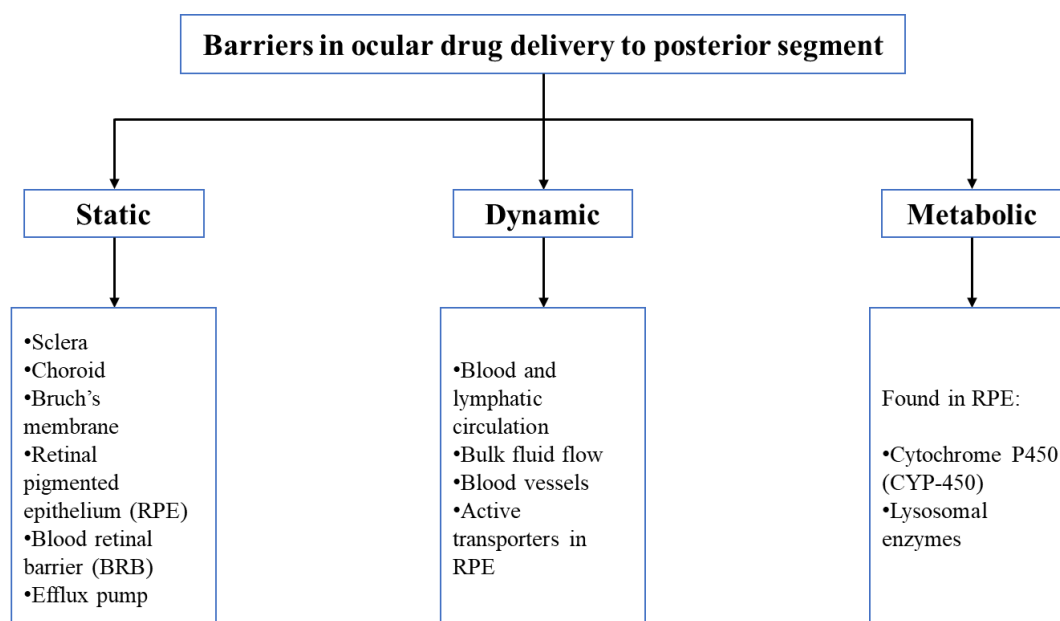 Barriers in ocular drug delivery to posterior segment
Static
Dynamic
Metabolic
•Sclera
•Choroid
•Bruch’s
membrane
•Retinal
pigmented
epithelium (RPE)
•Blood retinal
barrier (BRB)
•Efflux pump
•Blood and
lymphatic
circulation
•Bulk fluid flow
•Blood vessels
•Active
transporters in
RPE
Found in RPE:
•Cytochrome P450
(CYP-450)
•Lysosomal
enzymes